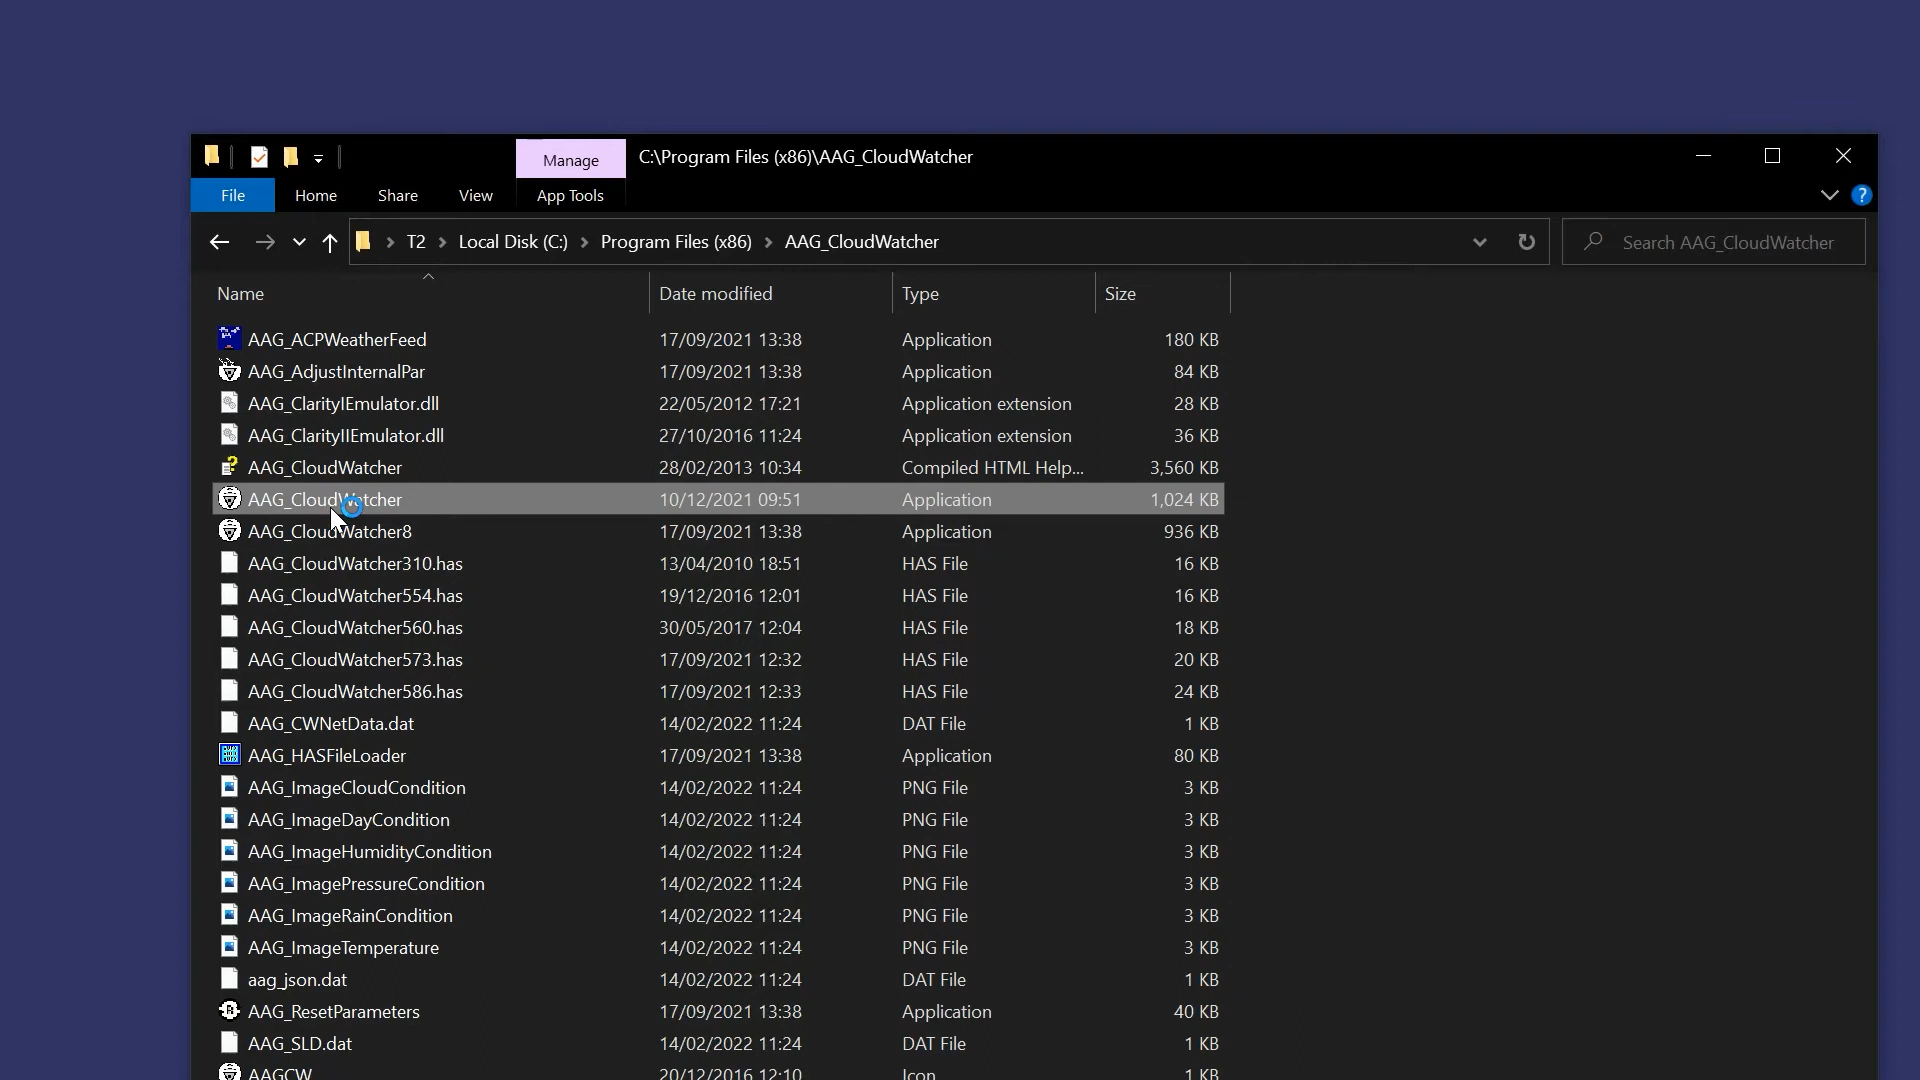 Manage C:\Program Files (x86)\AAG_CloudWatcher
File Home Share View App Tools ?
T2 Local Disk (C:) Program Files (x86) AAG_CloudWatcher Search AAG_CloudWatcher
Name Date modified Type Size
AAG_ACPWeatherFeed 17/09/2021 13:38 Application 180 KB
AAG_AdjustInternalPar 17/09/2021 13:38 Application 84 KB
AAG_ClarityIEmulator.dll 22/05/2012 17:21 Application extension 28 KB
AAG_ClarityIIEmulator.dll 27/10/2016 11:24 Application extension 36 KB
AAG_CloudWatcher 28/02/2013 10:34 Compiled HTML Help... 3,560 KB
AAG_CloudWatcher 10/12/2021 09:51 Application 1,024 KB
AAG_CloudWatcher8 17/09/2021 13:38 Application 936 KB
AAG_CloudWatcher310.has 13/04/2010 18:51 HAS File 16 KB
AAG_CloudWatcher554.has 19/12/2016 12:01 HAS File 16 KB
AAG_CloudWatcher560.has 30/05/2017 12:04 HAS File 18 KB
AAG_CloudWatcher573.has 17/09/2021 12:32 HAS File 20 KB
AAG_CloudWatcher586.has 17/09/2021 12:33 HAS File 24 KB
AAG_CWNetData.dat 14/02/2022 11:24 DAT File 1 KB
AAG_HASFileLoader 17/09/2021 13:38 Application 80 KB
AAG_ImageCloudCondition 14/02/2022 11:24 PNG File 3 KB
AAG_ImageDayCondition 14/02/2022 11:24 PNG File 3 KB
AAG_ImageHumidityCondition 14/02/2022 11:24 PNG File 3 KB
AAG_ImagePressureCondition 14/02/2022 11:24 PNG File 3 KB
AAG_ImageRainCondition 14/02/2022 11:24 PNG File 3 KB
AAG_ImageTemperature 14/02/2022 11:24 PNG File 3 KB
aag_json.dat 14/02/2022 11:24 DAT File 1 KB
AAG_ResetParameters 17/09/2021 13:38 Application 40 KB
AAG_SLD.dat 14/02/2022 11:24 DAT File 1 KB
AAGCW 20/12/2016 12:10 Icon 1 KB